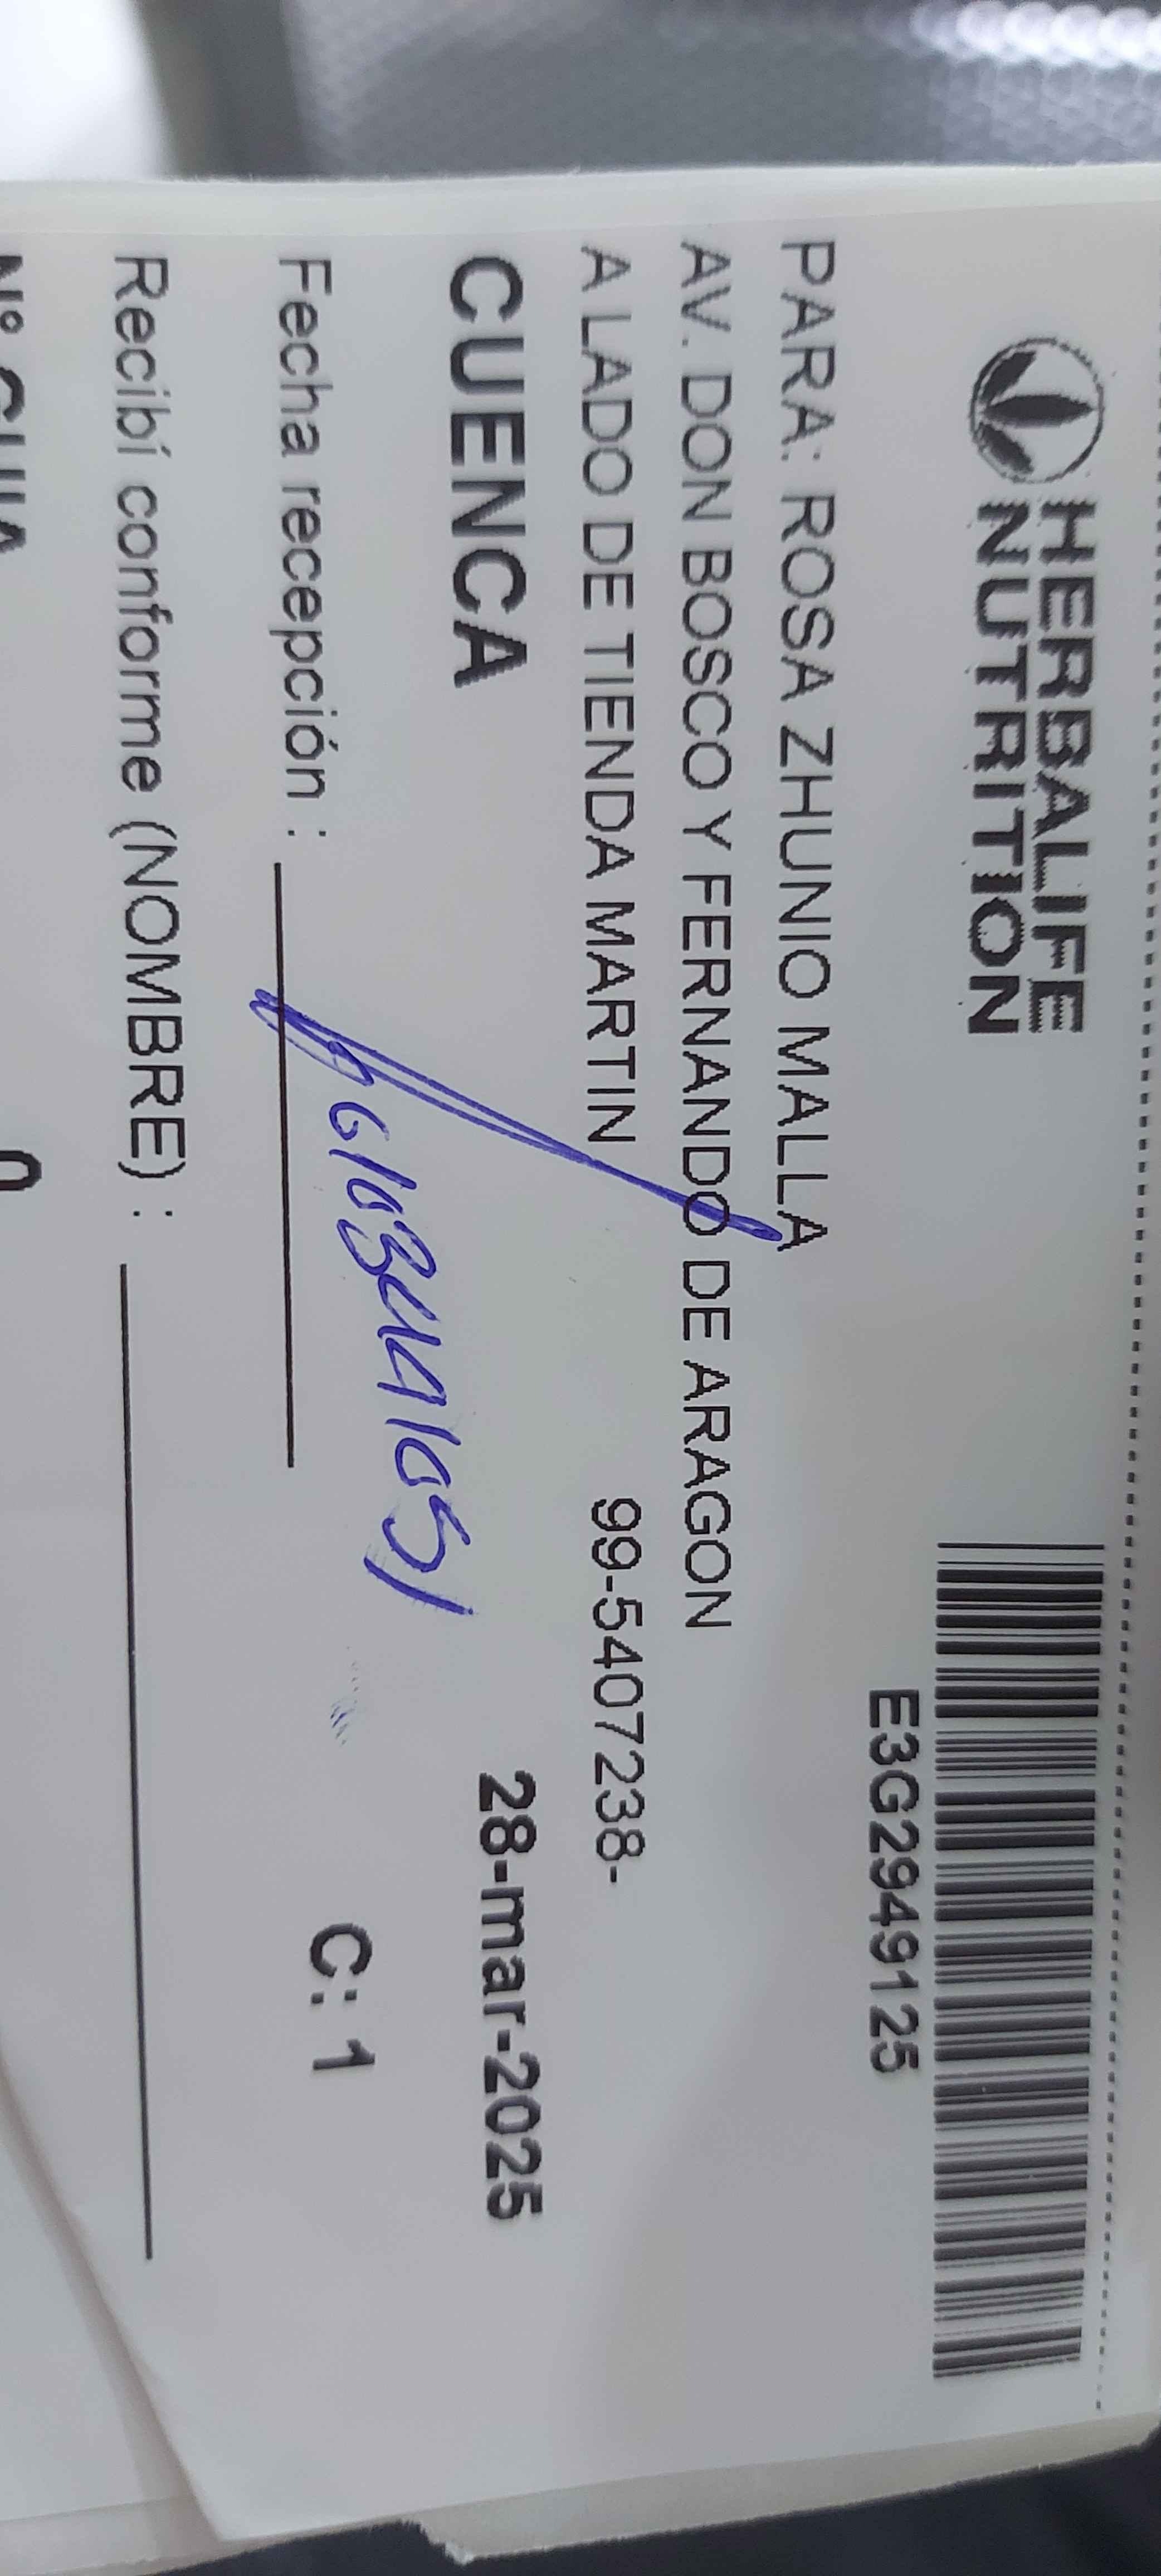 HERBALIFE
NUTRITION
E3G2949125
PARA: ROSA ZHUNIO MALLA
AV. DON BOSCO Y FERNANDO DE ARAGON
A LADO DE TIENDA MARTIN 99-5407238-
CUENCA 28-mar-2025
Fecha recepción :
C: 1
Recibí conforme (NOMBRE) :